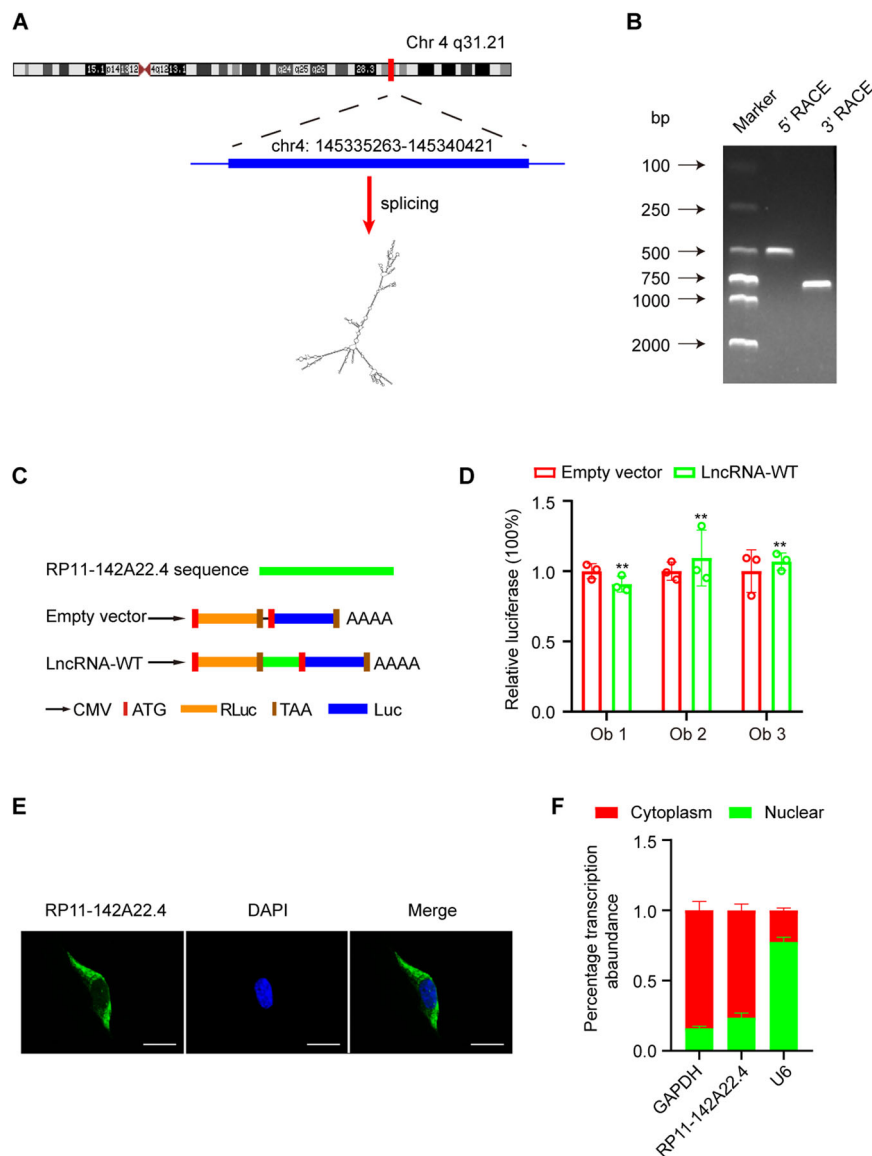 A
Chr 4 q31.21
15.1 p14 12 q12 13.1 q24 q25 q26 28.3
chr4: 145335263-145340421
splicing
B
bp
Marker
5' RACE
3' RACE
100
250
500
750
1000
2000
C
RP11-142A22.4 sequence
Empty vector
AAAA
LncRNA-WT
AAAA
CMV ATG RLuc TAA Luc
D
Empty vector LncRNA-WT
Relative luciferase (100%)
1.5
1.0
0.5
0.0
**
**
**
Ob 1 Ob 2 Ob 3
E
RP11-142A22.4 DAPI Merge
F
Cytoplasm Nuclear
Percentage transcription
abaundance
1.5
1.0
0.5
0.0
GAPDH
RP11-142A22.4
U6